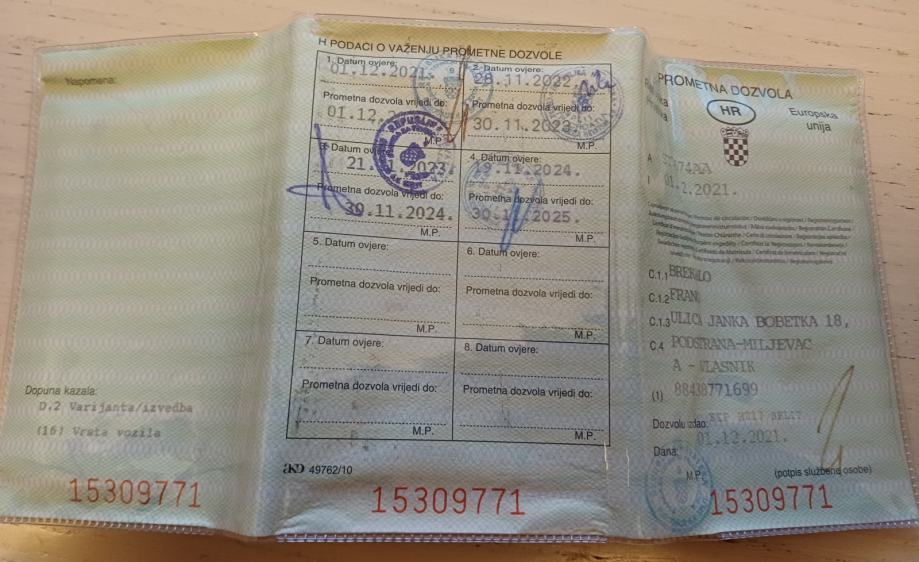 Napomena:
Dopuna kazala:
D.2 Varijanta/izvedba
(16) Vrsta vozila
15309771
H PODACI O VAŽENJU PROMETNE DOZVOLE
1. Datum ovjere:
01.12.2021.
Prometna dozvola vrijedi do:
01.12.
M.P.
2. Datum ovjere:
28.11.2022.
Prometna dozvola vrijedi do:
30.11.2023.
M.P.
3. Datum ovjere:
Prometna dozvola vrijedi do:
30.11.2024.
M.P.
4. Datum ovjere:
19.11.2024.
Prometna dozvola vrijedi do:
30.11.2025.
M.P.
5. Datum ovjere:
Prometna dozvola vrijedi do:
M.P.
6. Datum ovjere:
Prometna dozvola vrijedi do:
M.P.
7. Datum ovjere:
Prometna dozvola vrijedi do:
M.P.
8. Datum ovjere:
Prometna dozvola vrijedi do:
M.P.
AKD 49762/10
15309771
PROMETNA DOZVOLA
HR
Europska
unija
A
I
C.1.1 BREKALO
C.1.2 FRAN
C.1.3 ULICA JANKA BOBETKA 18,
C.4 PODSTRANA-MILJEVAC
A - VLASNIK
(1)
Dozvolu izdao:
Dana: 01.12.2021.
M.P.
(potpis službene osobe)
15309771